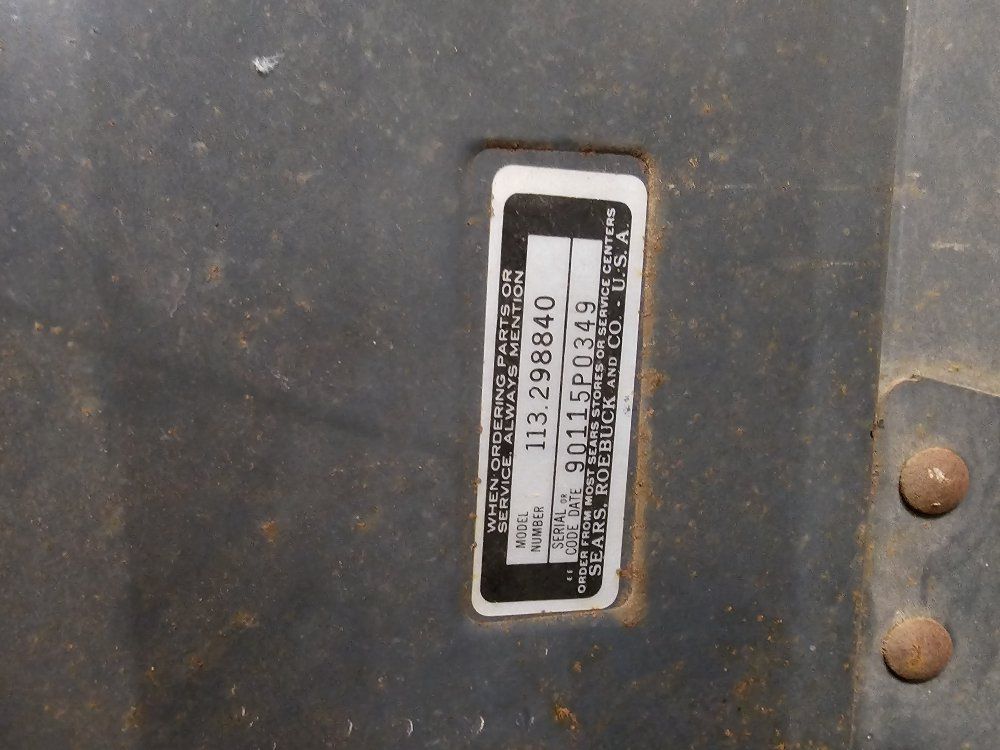 WHEN ORDERING PARTS OR
SERVICE, ALWAYS MENTION
MODEL
NUMBER 113.298840
SERIAL OR
CODE DATE 90115P0349
ORDER FROM MOST SEARS STORES OR SERVICE CENTERS
SEARS, ROEBUCK AND CO. - U. S. A.